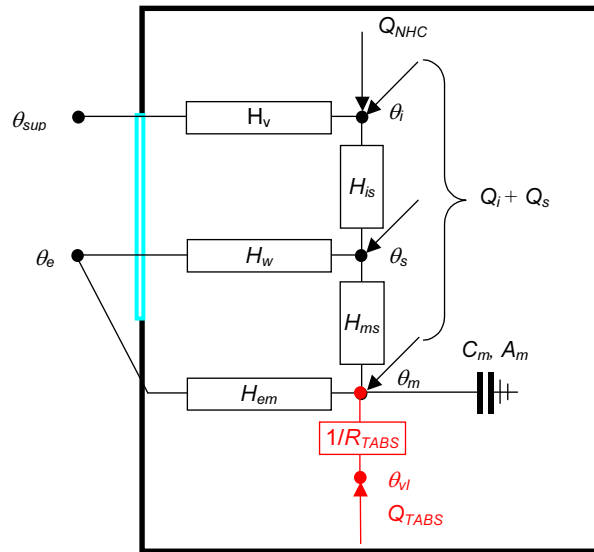 Q_NHC
θ_sup
H_v
θ_i
H_is
Q_i + Q_s
θ_e
H_w
θ_s
H_ms
C_m, A_m
θ_m
H_em
1/R_TABS
θ_vl
Q_TABS